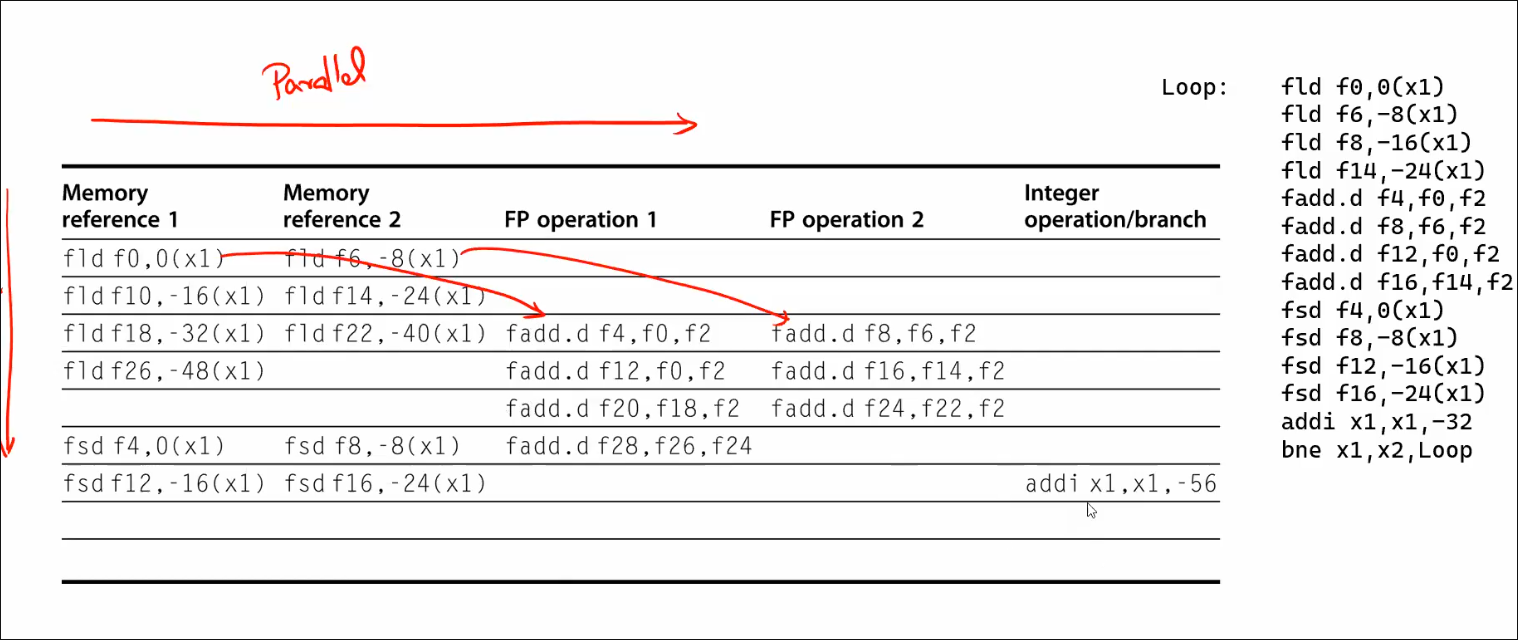 Parallel
Loop:
fld f0,0(x1)
fld f6,-8(x1)
fld f8,-16(x1)
fld f14,-24(x1)
fadd.d f4,f0,f2
fadd.d f8,f6,f2
fadd.d f12,f0,f2
fadd.d f16,f14,f2
fsd f4,0(x1)
fsd f8,-8(x1)
fsd f12,-16(x1)
fsd f16,-24(x1)
addi x1,x1,-32
bne x1,x2,Loop
Memory reference 1 Memory reference 2 FP operation 1 FP operation 2 Integer operation/branch
fld f0,0(x1) fld f6,-8(x1)
fld f10,-16(x1) fld f14,-24(x1)
fld f18,-32(x1) fld f22,-40(x1) fadd.d f4,f0,f2 fadd.d f8,f6,f2
fld f26,-48(x1) fadd.d f12,f0,f2 fadd.d f16,f14,f2
fadd.d f20,f18,f2 fadd.d f24,f22,f2
fsd f4,0(x1) fsd f8,-8(x1) fadd.d f28,f26,f24
fsd f12,-16(x1) fsd f16,-24(x1) addi x1,x1,-56